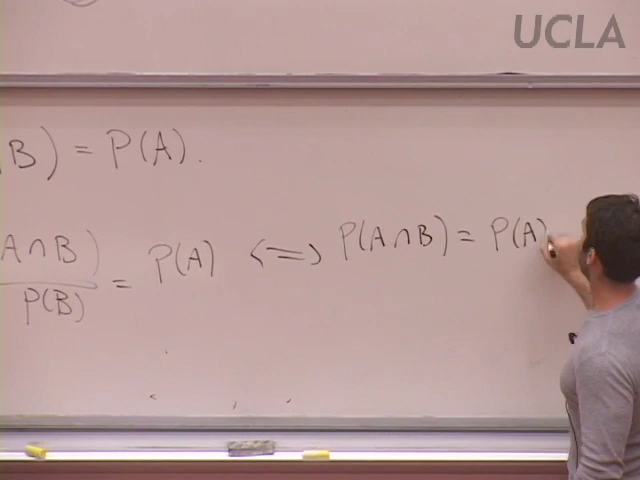 UCLA
B) = P(A).
A∩B) / P(B) = P(A) ⟺ P(A∩B) = P(A)